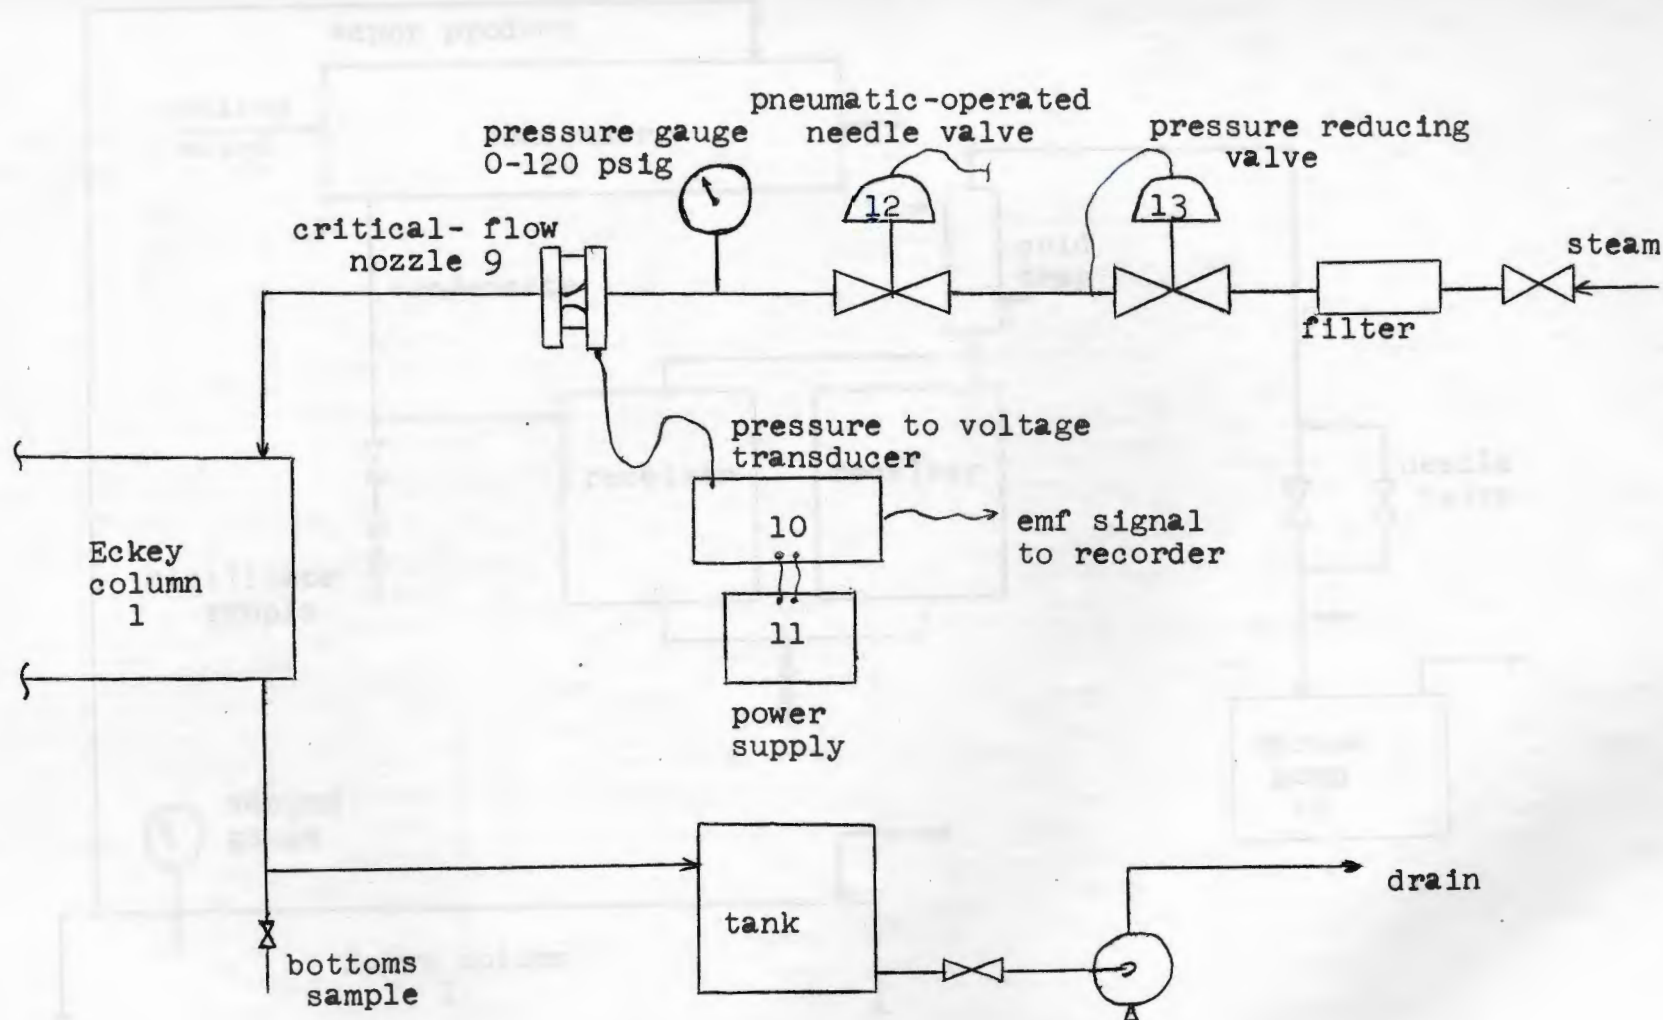 vapor product
pneumatic-operated
needle valve
pressure gauge
0-120 psig
pressure reducing
valve
12
13
critical- flow
nozzle 9
steam
filter
pressure to voltage
transducer
10
emf signal
to recorder
Eckey
column
1
11
power
supply
tank
drain
bottoms
sample